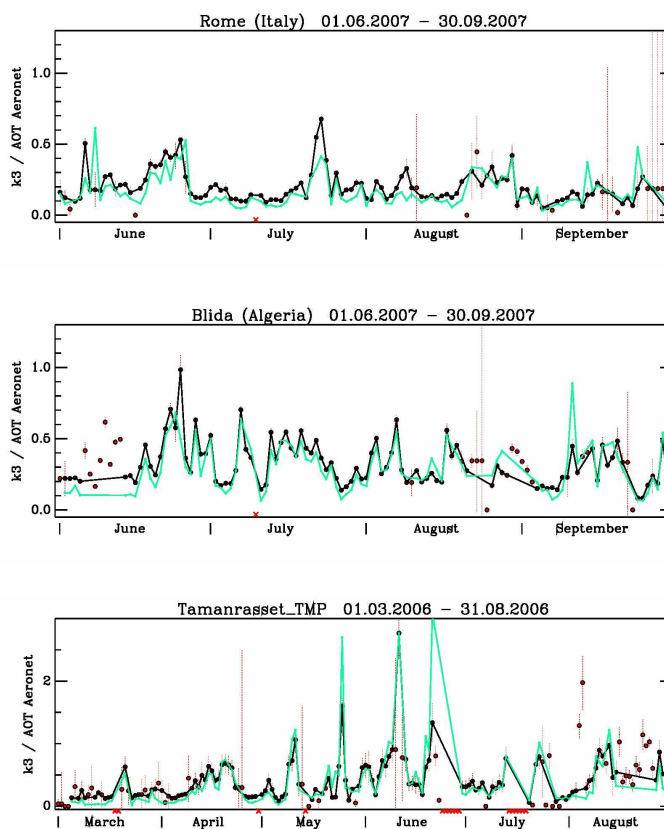 Rome (Italy) 01.06.2007 – 30.09.2007
k3 / AOT Aeronet
1.0
0.5
0.0
June July August September
Blida (Algeria) 01.06.2007 – 30.09.2007
k3 / AOT Aeronet
1.0
0.5
0.0
June July August September
Tamanrasset_TMP 01.03.2006 – 31.08.2006
k3 / AOT Aeronet
2
0
March April May June July August